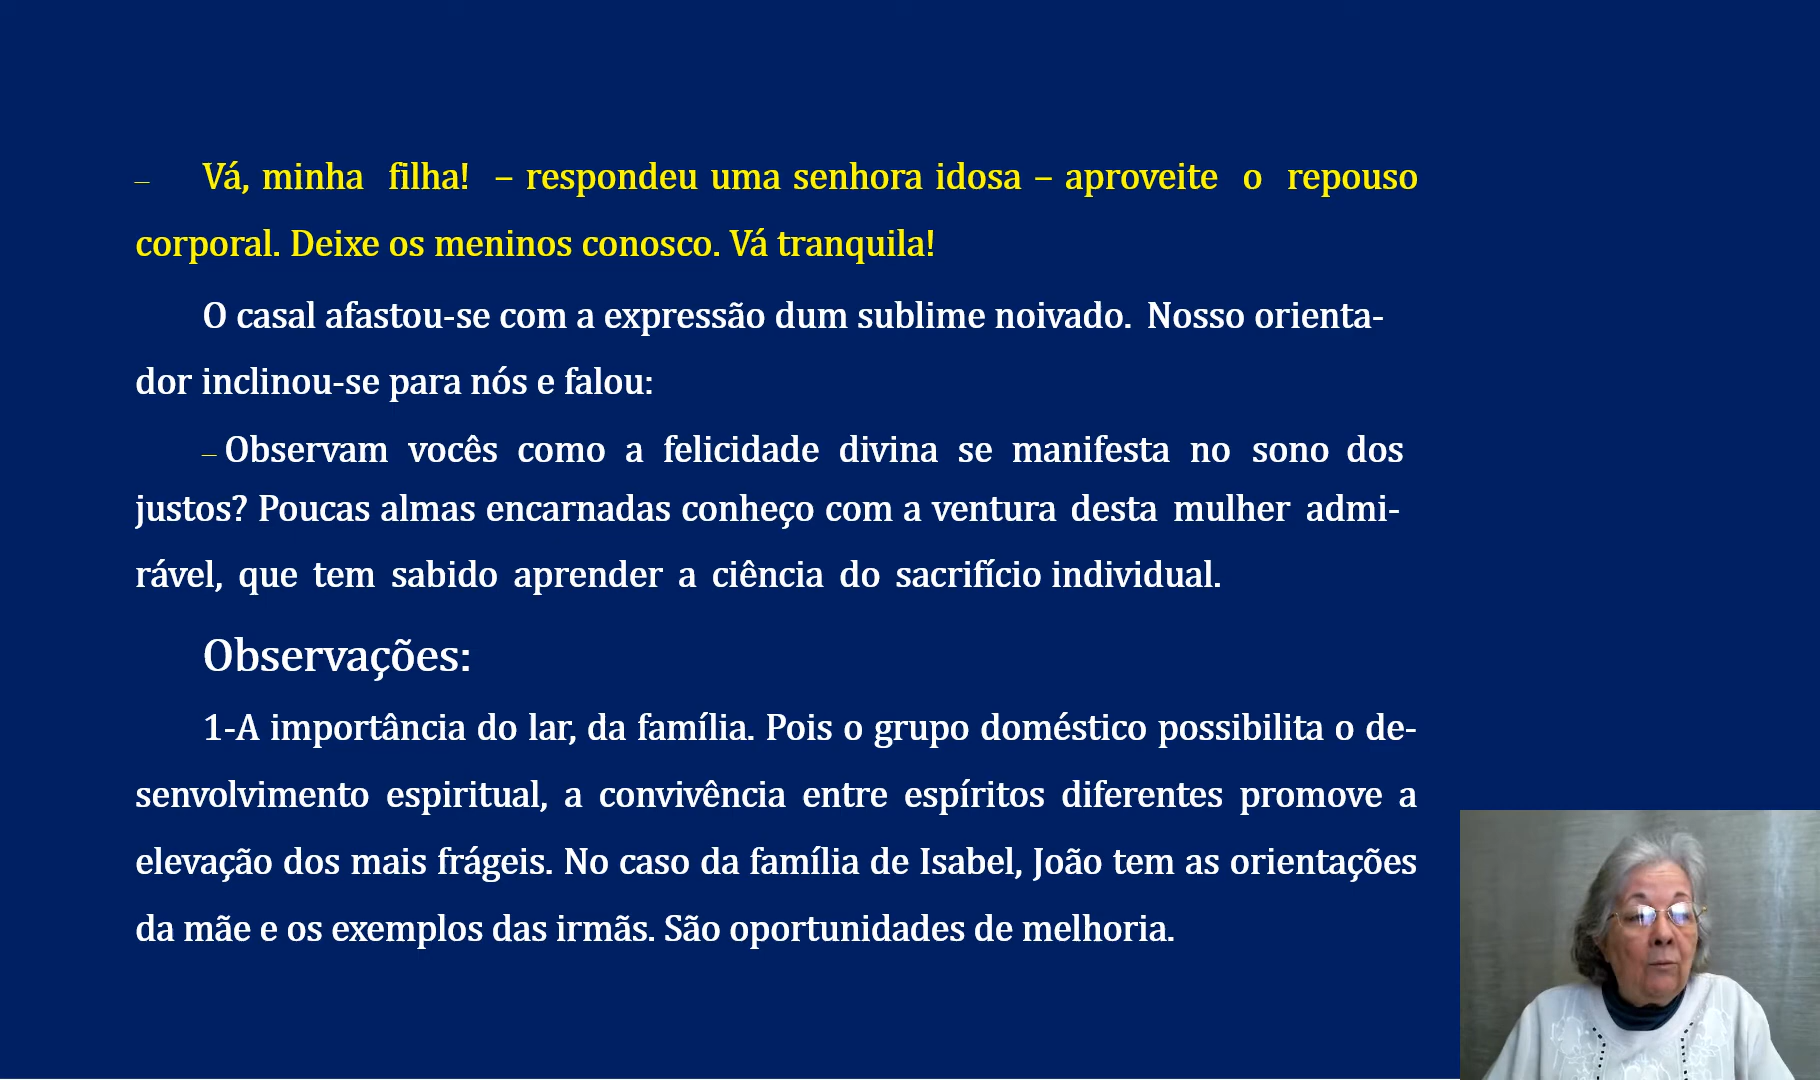 – Vá, minha filha! – respondeu uma senhora idosa – aproveite o repouso
corporal. Deixe os meninos conosco. Vá tranquila!
O casal afastou-se com a expressão dum sublime noivado. Nosso orienta-
dor inclinou-se para nós e falou:
– Observam vocês como a felicidade divina se manifesta no sono dos
justos? Poucas almas encarnadas conheço com a ventura desta mulher admi-
rável, que tem sabido aprender a ciência do sacrifício individual.
Observações:
1-A importância do lar, da família. Pois o grupo doméstico possibilita o de-
senvolvimento espiritual, a convivência entre espíritos diferentes promove a
elevação dos mais frágeis. No caso da família de Isabel, João tem as orientações
da mãe e os exemplos das irmãs. São oportunidades de melhoria.